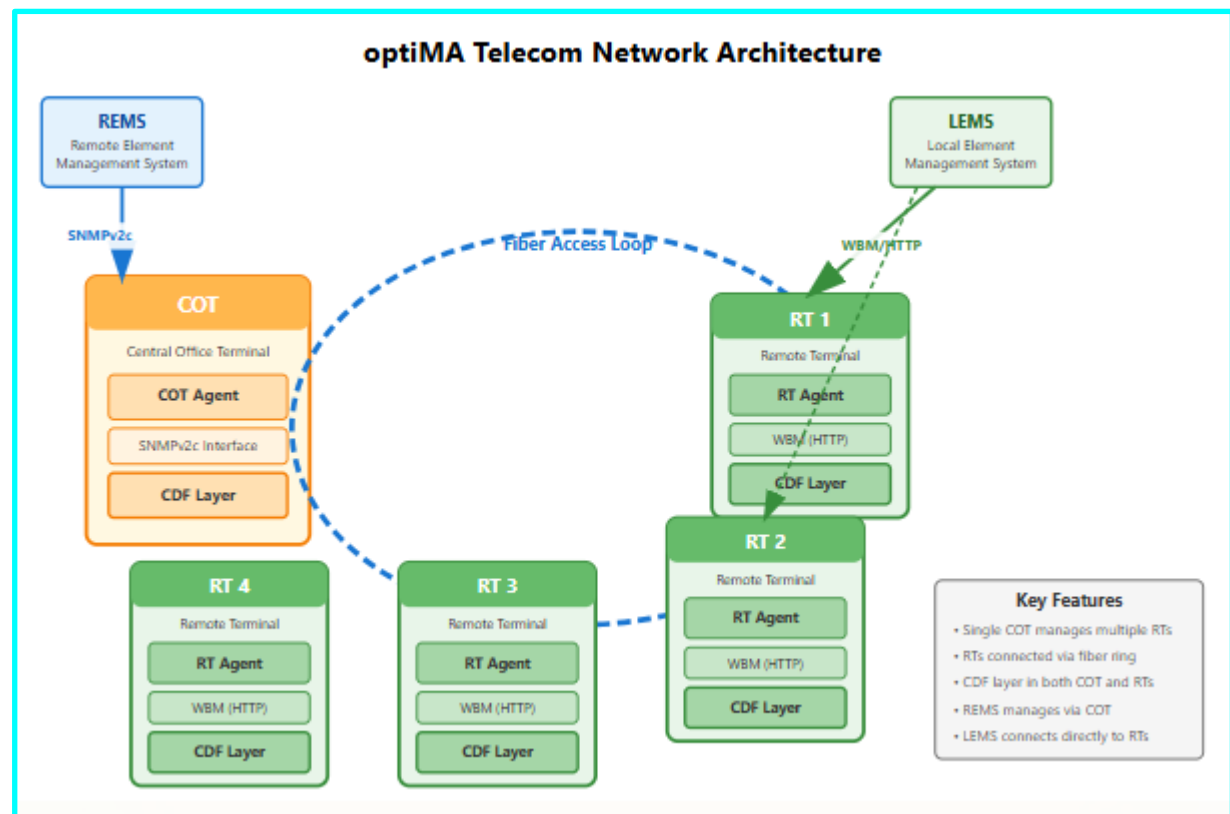 optiMA Telecom Network Architecture
REMS
Remote Element
Management System
LEMS
Local Element
Management System
SNMPv2c
Fiber Access Loop
WBM/HTTP
COT
Central Office Terminal
COT Agent
SNMPv2c Interface
CDF Layer
RT 1
Remote Terminal
RT Agent
WBM (HTTP)
CDF Layer
RT 2
Remote Terminal
RT Agent
WBM (HTTP)
CDF Layer
RT 4
Remote Terminal
RT Agent
WBM (HTTP)
CDF Layer
RT 3
Remote Terminal
RT Agent
WBM (HTTP)
CDF Layer
Key Features
• Single COT manages multiple RTs
• RTs connected via fiber ring
• CDF layer in both COT and RTs
• REMS manages via COT
• LEMS connects directly to RTs